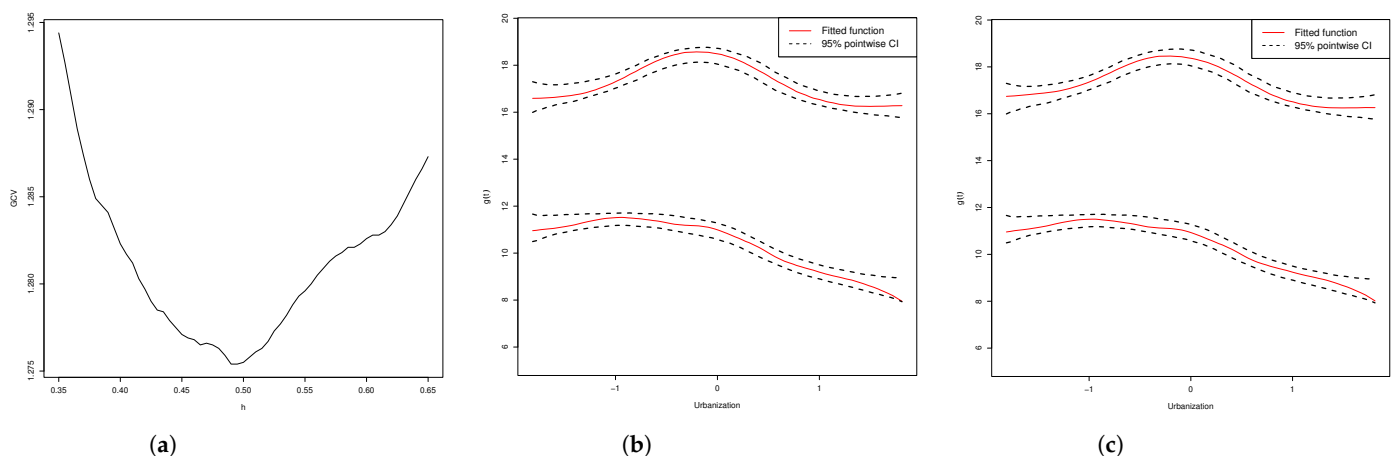 1.295
1.290
1.285
1.280
1.275
GCV
0.35 0.40 0.45 0.50 0.55 0.60 0.65
h
(a)
20
18
16
14
12
10
8
6
g(t)
Fitted function
95% pointwise CI
−1 0 1
Urbanization
(b)
20
18
16
14
12
10
8
6
g(t)
Fitted function
95% pointwise CI
−1 0 1
Urbanization
(c)